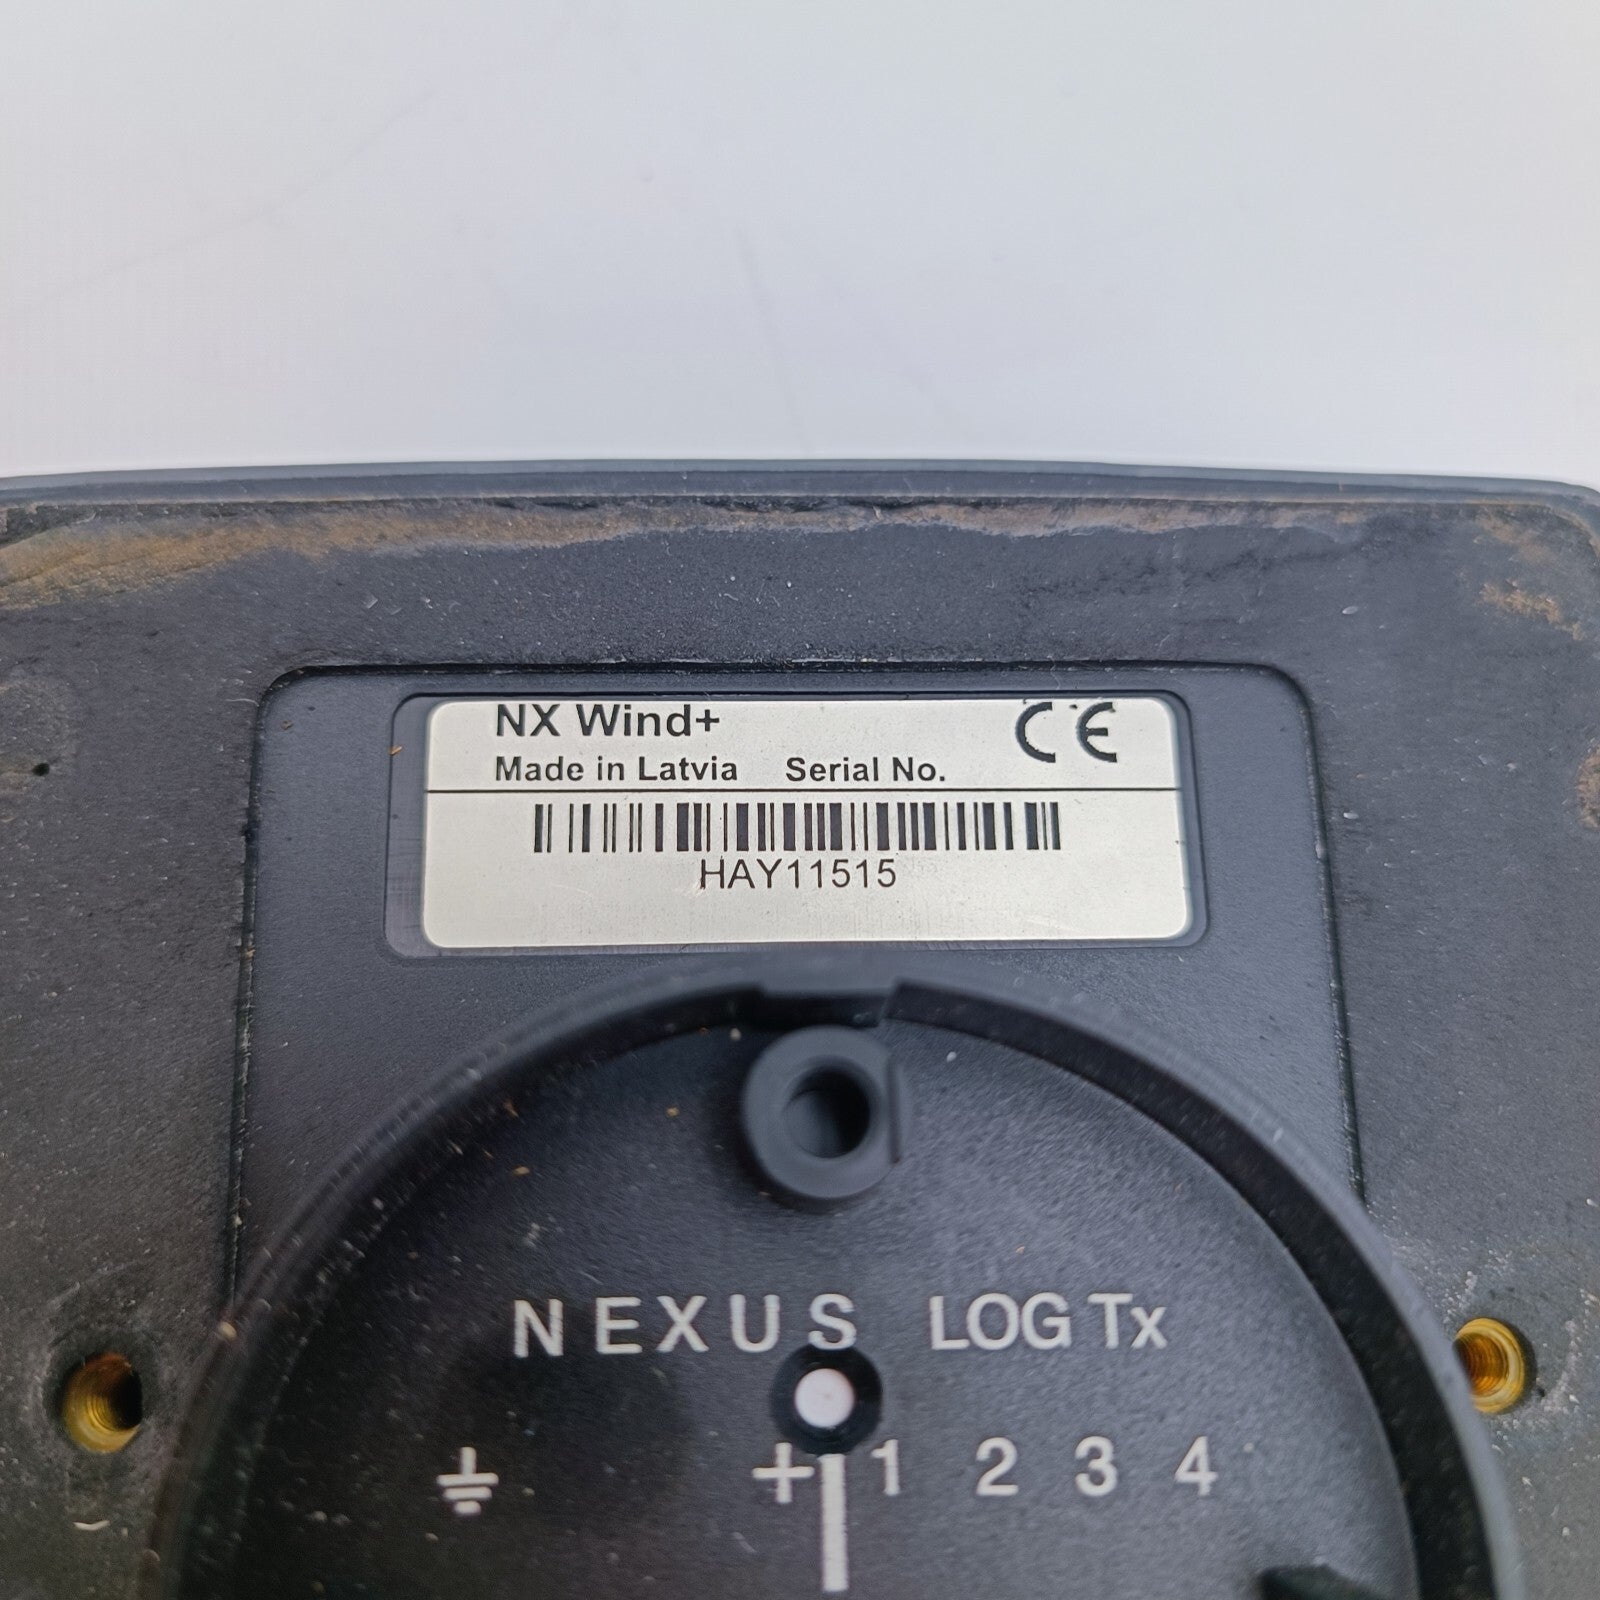 NX Wind+ CE
Made in Latvia Serial No.
HAY11515
NEXUS LOG Tx
+ 1 2 3 4